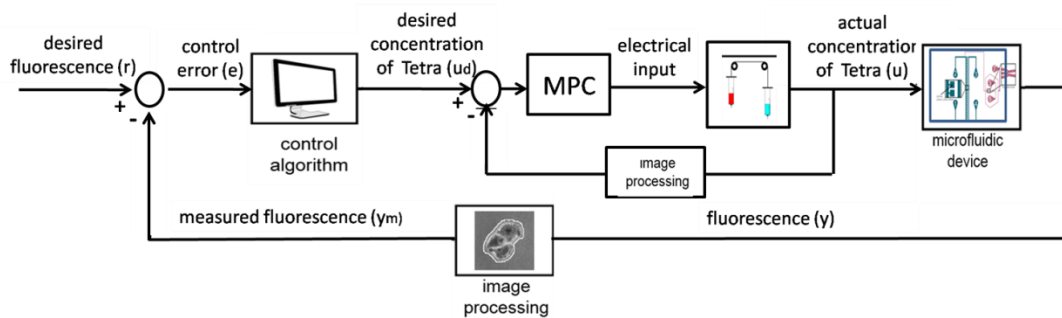 desired
fluorescence (r)
+
-
control
error (e)
control
algorithm
desired
concentration
of Tetra (ud)
+
-
MPC
electrical
input
actual
concentration
of Tetra (u)
microfluidic
device
image
processing
measured fluorescence (ym)
fluorescence (y)
image
processing